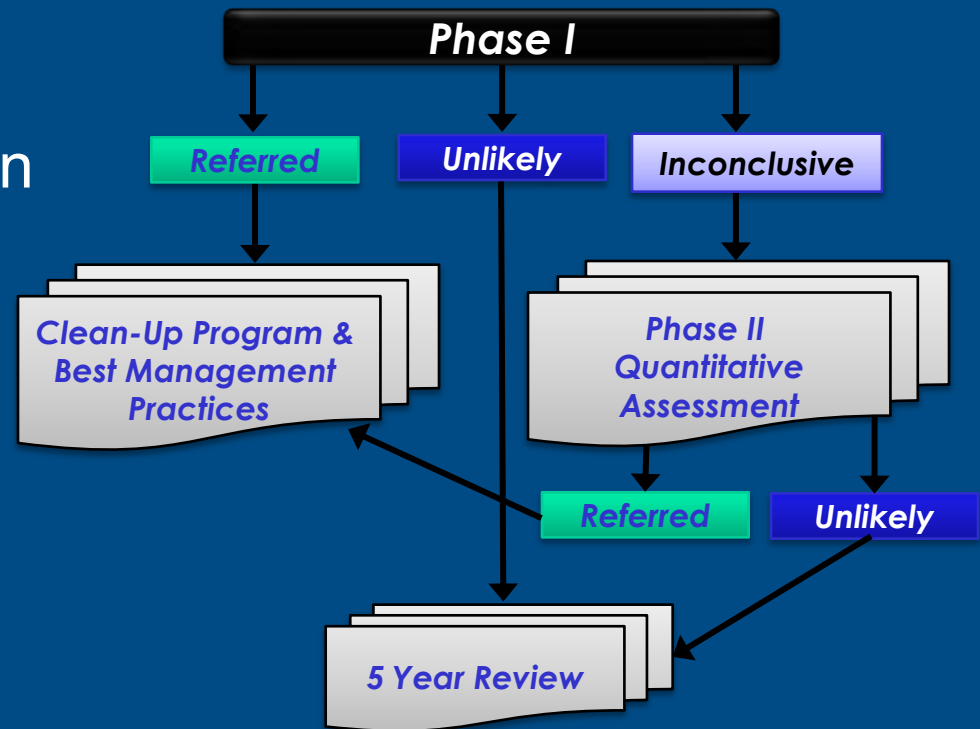 Phase I
n
Referred
Unlikely
Inconclusive
Clean-Up Program &
Best Management
Practices
Phase II
Quantitative
Assessment
Referred
Unlikely
5 Year Review